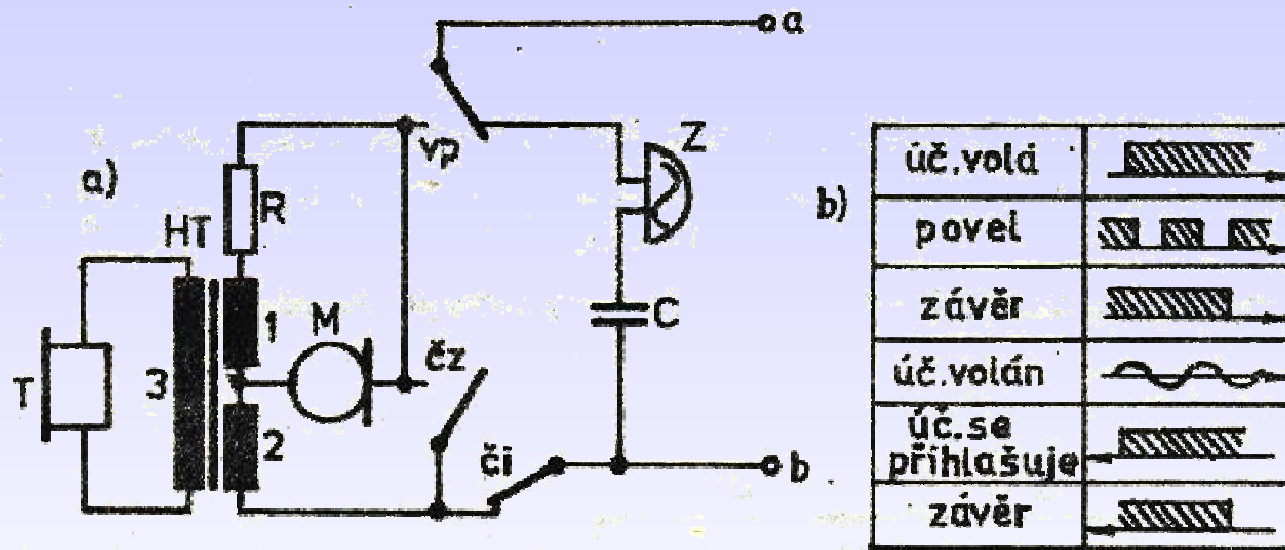 a
a)
vp
Z
R
HT
C
1
M
čz
T
3
2
či
b
b)
úč.volá
povel
závěr
úč.volán
úč.se
přihlašuje
závěr